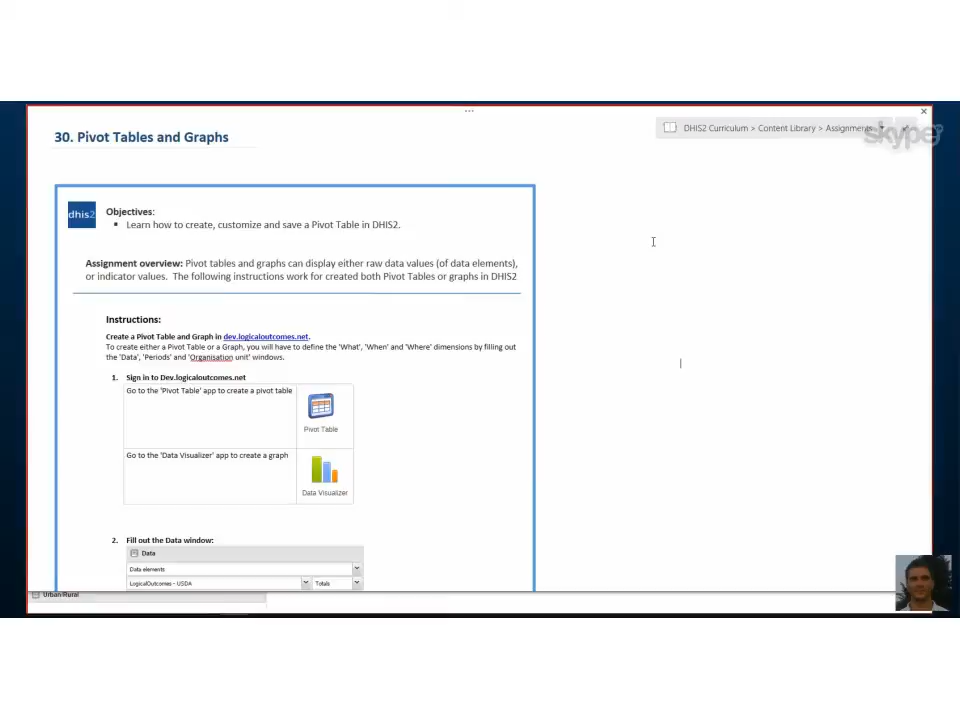 30. Pivot Tables and Graphs
DHIS2 Curriculum > Content Library > Assignments
skype
dhis2
Objectives:
▪ Learn how to create, customize and save a Pivot Table in DHIS2.
Assignment overview: Pivot tables and graphs can display either raw data values (of data elements),
or indicator values. The following instructions work for created both Pivot Tables or graphs in DHIS2
Instructions:
Create a Pivot Table and Graph in dev.logicaloutcomes.net.
To create either a Pivot Table or a Graph, you will have to define the 'What', 'When' and 'Where' dimensions by filling out
the 'Data', 'Periods' and 'Organisation unit' windows.
1. Sign in to Dev.logicaloutcomes.net
Go to the 'Pivot Table' app to create a pivot table
Pivot Table
Go to the 'Data Visualizer' app to create a graph
Data Visualizer
2. Fill out the Data window:
Data
Data elements
LogicalOutcomes - USDA
Totals
Urban/Rural